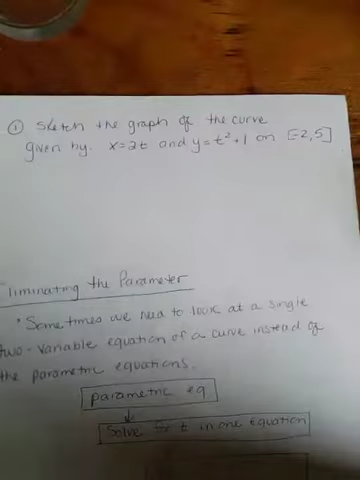 ① Sketch the graph of the curve
given by. x=2t and y=t²+1 on [-2,5]
liminating the Parameter
• Sometimes we need to look at a single
two-variable equation of a curve instead of
the parametric equations.
parametric eq
↓
Solve for t in one Equation